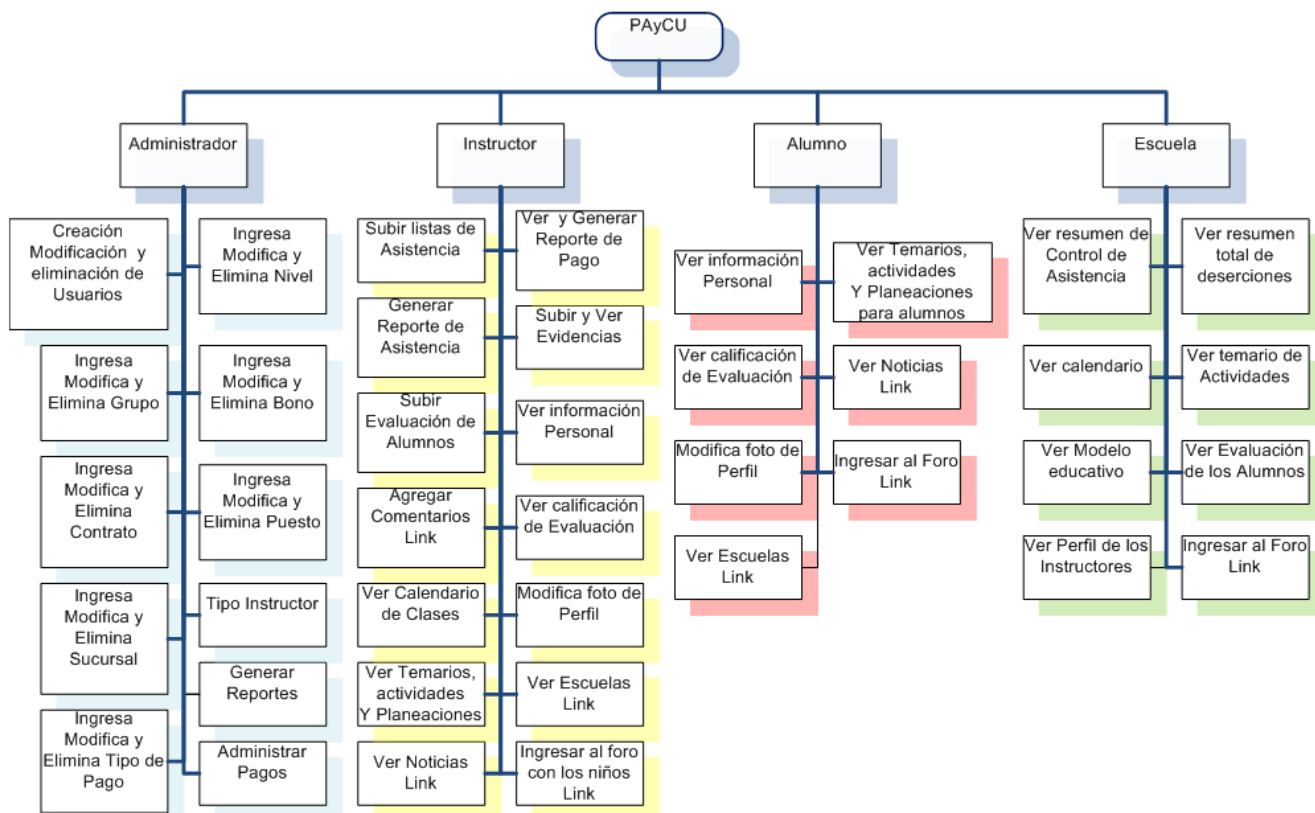 PAyCU
Administrador
Instructor
Alumno
Escuela
Creación
Modificación y
eliminación de
Usuarios
Ingresa
Modifica y
Elimina Nivel
Ingresa
Modifica y
Elimina Grupo
Ingresa
Modifica y
Elimina Bono
Ingresa
Modifica y
Elimina
Contrato
Ingresa
Modifica y
Elimina Puesto
Ingresa
Modifica y
Elimina
Sucursal
Tipo Instructor
Generar
Reportes
Ingresa
Modifica y
Elimina Tipo de
Pago
Administrar
Pagos
Subir listas de
Asistencia
Ver y Generar
Reporte de
Pago
Generar
Reporte de
Asistencia
Subir y Ver
Evidencias
Subir
Evaluación de
Alumnos
Ver información
Personal
Agregar
Comentarios
Link
Ver calificación
de Evaluación
Ver Calendario
de Clases
Modifica foto de
Perfil
Ver Temarios,
actividades
Y Planeaciones
Ver Escuelas
Link
Ver Noticias
Link
Ingresar al foro
con los niños
Link
Ver información
Personal
Ver Temarios,
actividades
Y Planeaciones
para alumnos
Ver calificación
de Evaluación
Ver Noticias
Link
Modifica foto de
Perfil
Ingresar al Foro
Link
Ver Escuelas
Link
Ver resumen de
Control de
Asistencia
Ver resumen
total de
deserciones
Ver calendario
Ver temario de
Actividades
Ver Modelo
educativo
Ver Evaluación
de los Alumnos
Ver Perfil de los
Instructores
Ingresar al Foro
Link